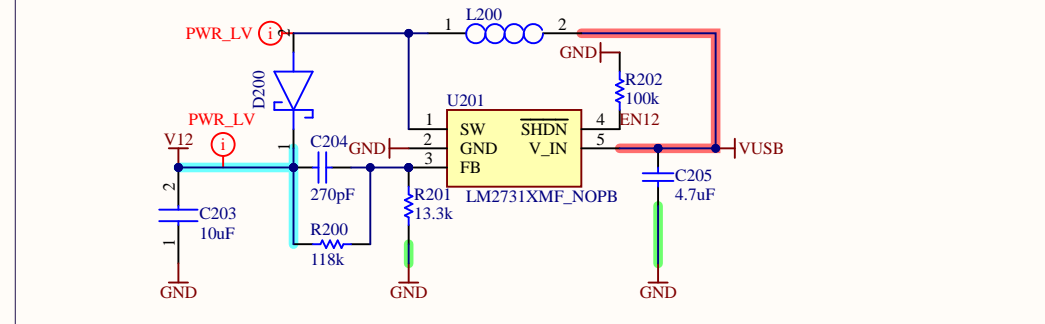 L200
1
2
PWR_LV
i
2
GND
D200
R202
100k
U201
EN12
PWR_LV
i
V12
1
C204
GND
270pF
1
2
3
SW
GND
FB
SHDN
V_IN
4
5
VUSB
LM2731XMF_NOPB
C205
4.7uF
R201
13.3k
2
C203
10uF
1
R200
118k
GND
GND
GND